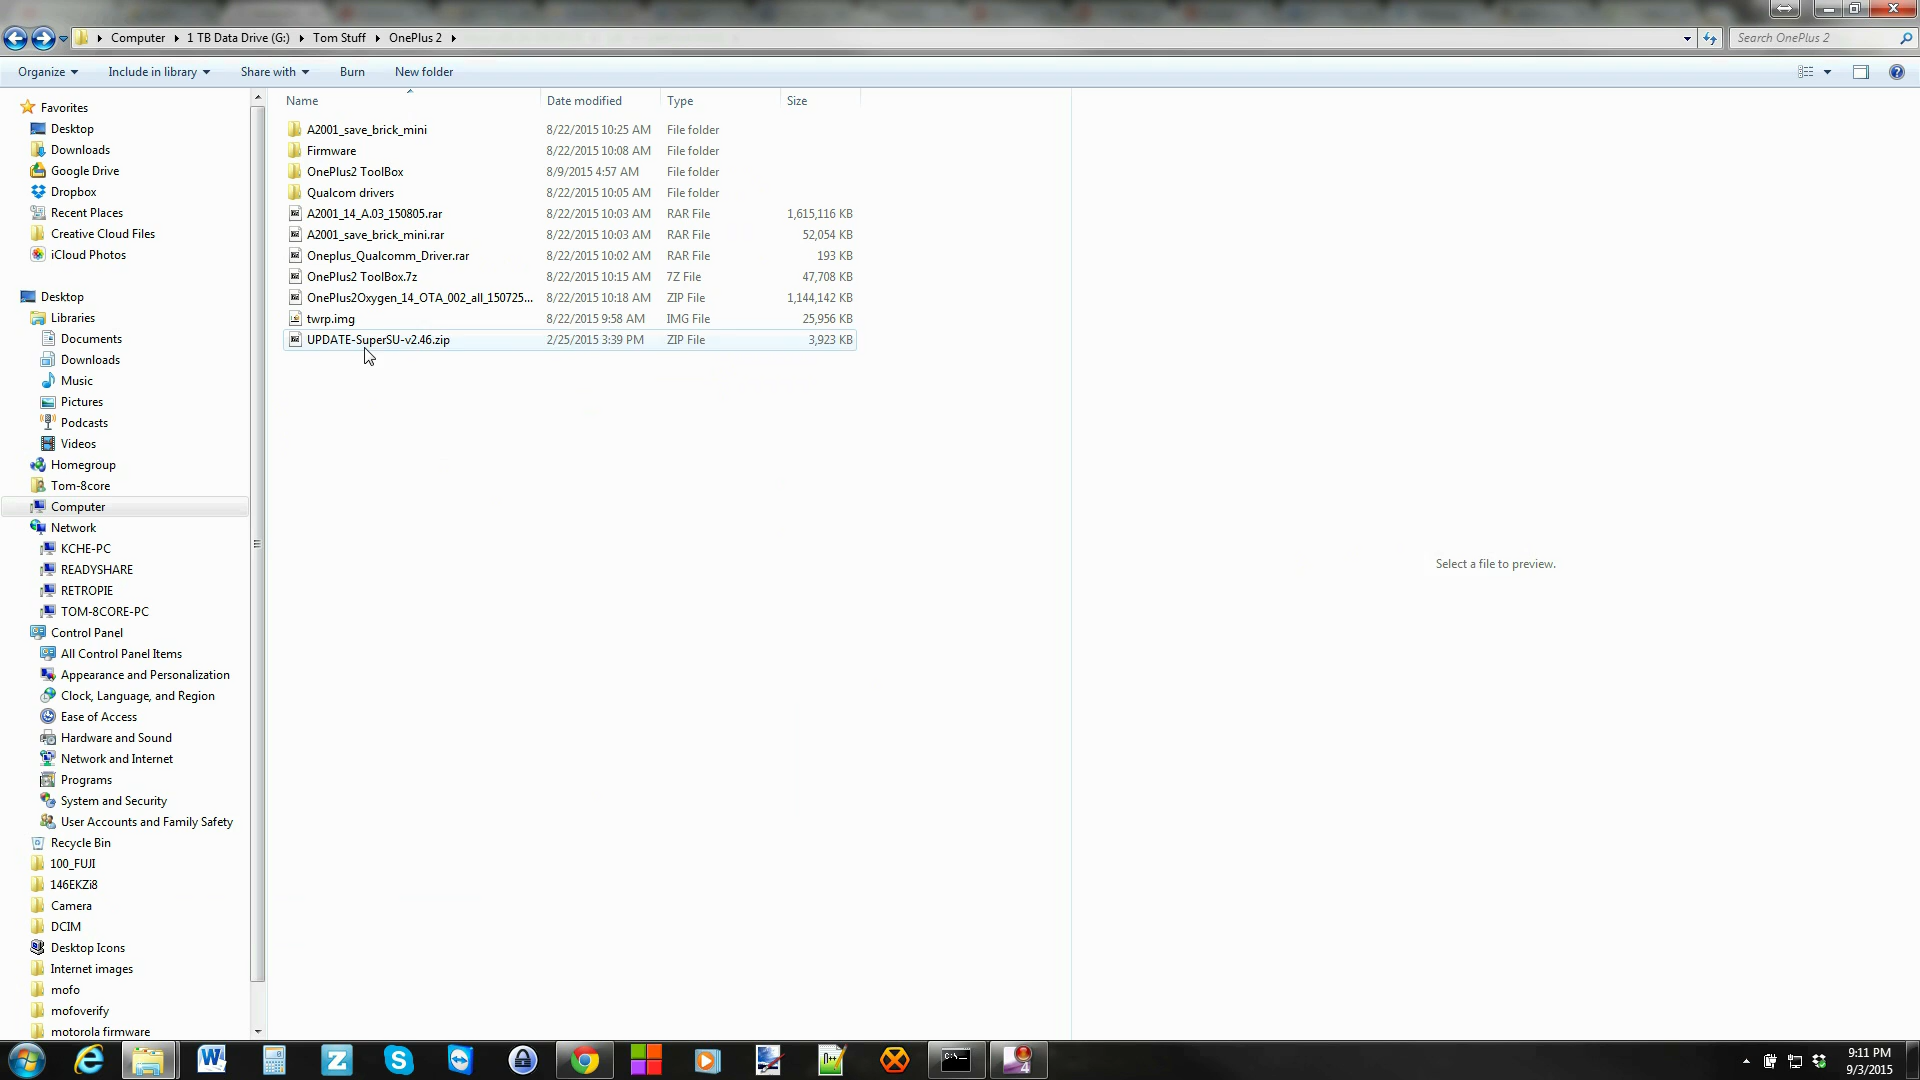 Computer 1 TB Data Drive (G:) Tom Stuff OnePlus 2
Search OnePlus 2
Organize Include in library Share with Burn New folder
Name Date modified Type Size
A2001_save_brick_mini 8/22/2015 10:25 AM File folder
Firmware 8/22/2015 10:08 AM File folder
OnePlus2 ToolBox 8/9/2015 4:57 AM File folder
Qualcom drivers 8/22/2015 10:05 AM File folder
A2001_14_A.03_150805.rar 8/22/2015 10:03 AM RAR File 1,615,116 KB
A2001_save_brick_mini.rar 8/22/2015 10:03 AM RAR File 52,054 KB
Oneplus_Qualcomm_Driver.rar 8/22/2015 10:02 AM RAR File 193 KB
OnePlus2 ToolBox.7z 8/22/2015 10:15 AM 7Z File 47,708 KB
OnePlus2Oxygen_14_OTA_002_all_150725... 8/22/2015 10:18 AM ZIP File 1,144,142 KB
twrp.img 8/22/2015 9:58 AM IMG File 25,956 KB
UPDATE-SuperSU-v2.46.zip 2/25/2015 3:39 PM ZIP File 3,923 KB
Favorites
Desktop
Downloads
Google Drive
Dropbox
Recent Places
Creative Cloud Files
iCloud Photos
Desktop
Libraries
Documents
Downloads
Music
Pictures
Podcasts
Videos
Homegroup
Tom-8core
Computer
Network
KCHE-PC
READYSHARE
RETROPIE
TOM-8CORE-PC
Control Panel
All Control Panel Items
Appearance and Personalization
Clock, Language, and Region
Ease of Access
Hardware and Sound
Network and Internet
Programs
System and Security
User Accounts and Family Safety
Recycle Bin
100_FUJI
146EKZi8
Camera
DCIM
Desktop Icons
Internet images
mofo
mofoverify
motorola firmware
Select a file to preview.
9:11 PM
9/3/2015